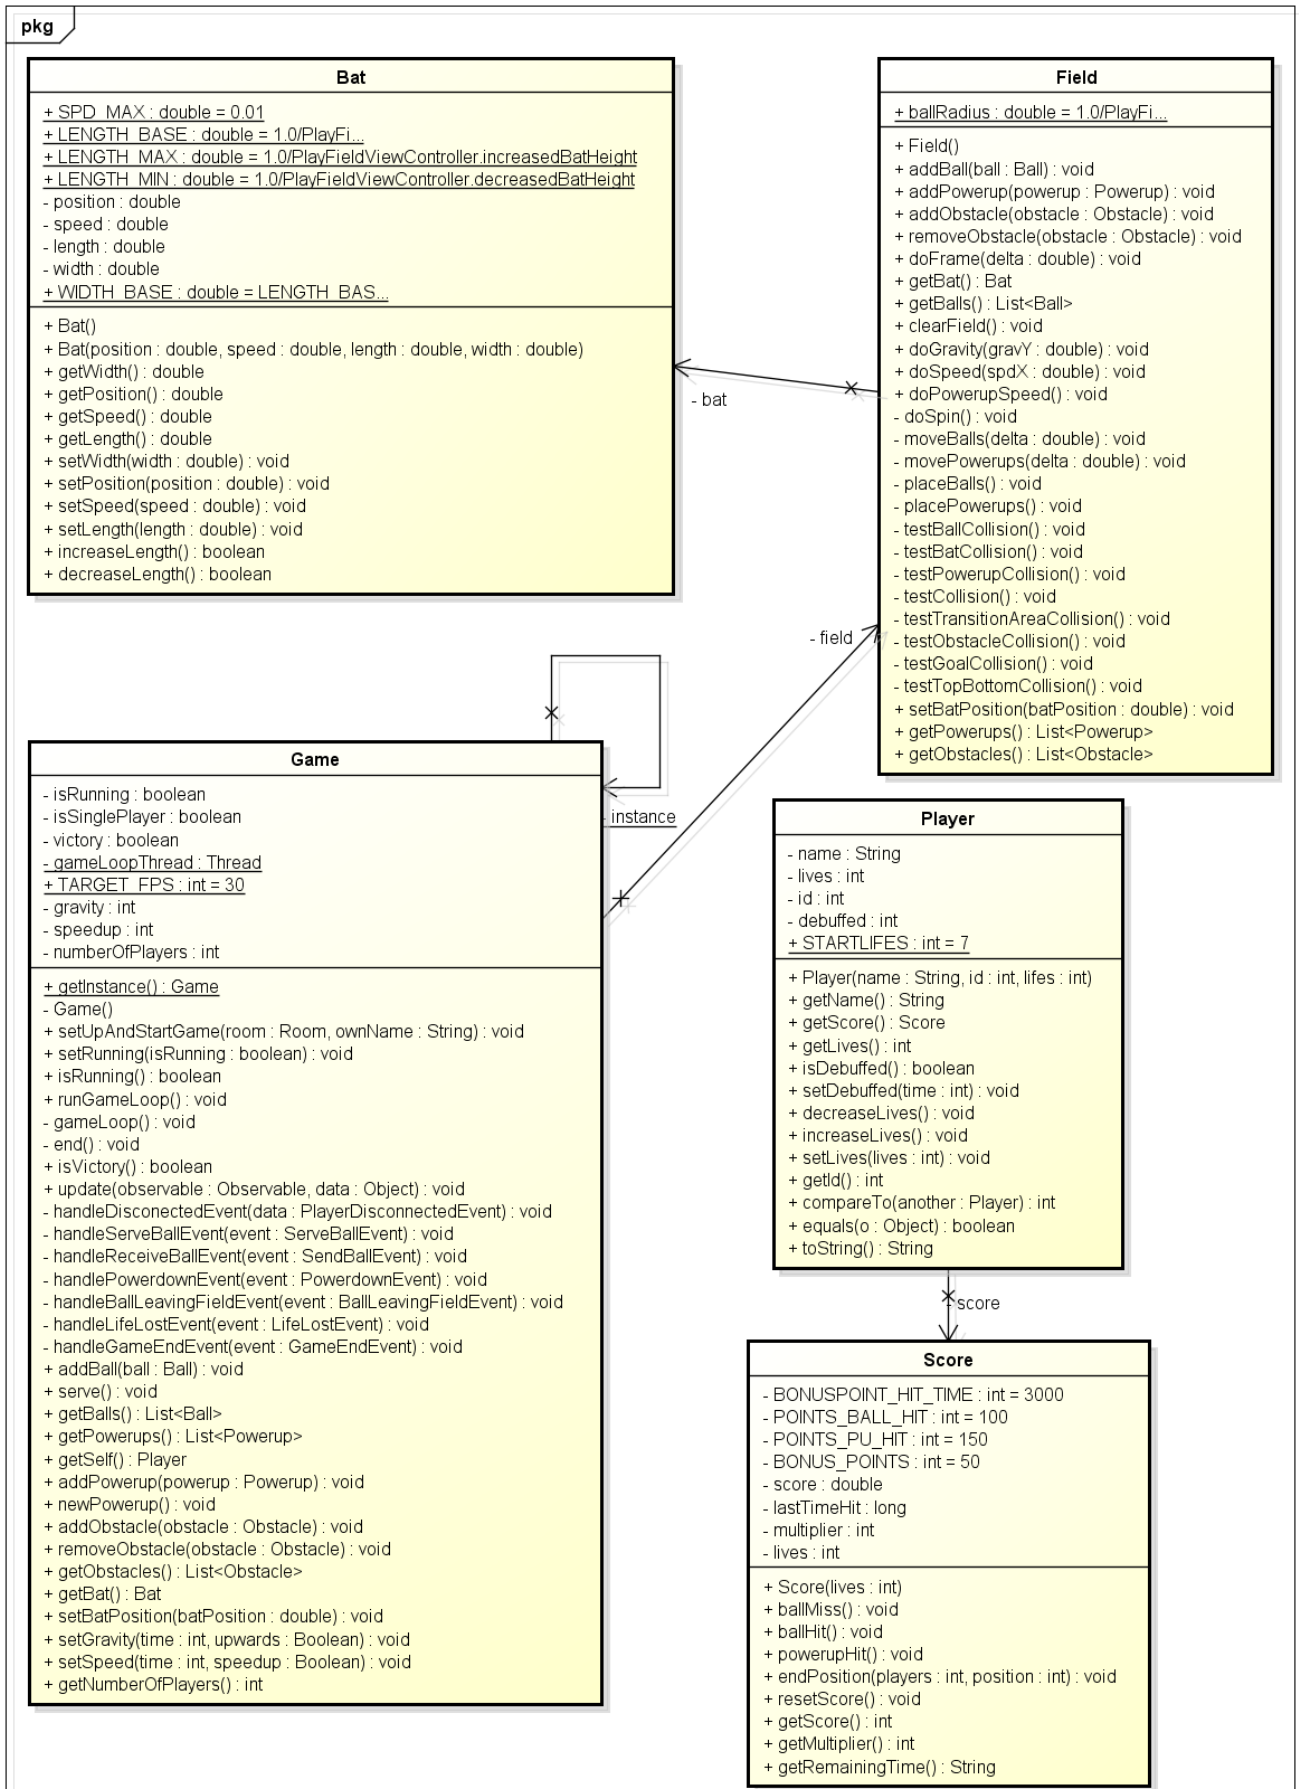 pkg
Bat
+ SPD_MAX : double = 0.01
+ LENGTH_BASE : double = 1.0/PlayFi...
+ LENGTH_MAX : double = 1.0/PlayFieldViewController.increasedBatHeight
+ LENGTH_MIN : double = 1.0/PlayFieldViewController.decreasedBatHeight
- position : double
- speed : double
- length : double
- width : double
+ WIDTH_BASE : double = LENGTH_BAS...
+ Bat()
+ Bat(position : double, speed : double, length : double, width : double)
+ getWidth() : double
+ getPosition() : double
+ getSpeed() : double
+ getLength() : double
+ setWidth(width : double) : void
+ setPosition(position : double) : void
+ setSpeed(speed : double) : void
+ setLength(length : double) : void
+ increaseLength() : boolean
+ decreaseLength() : boolean
Field
+ ballRadius : double = 1.0/PlayFi...
+ Field()
+ addBall(ball : Ball) : void
+ addPowerup(powerup : Powerup) : void
+ addObstacle(obstacle : Obstacle) : void
+ removeObstacle(obstacle : Obstacle) : void
+ doFrame(delta : double) : void
+ getBat() : Bat
+ getBalls() : List<Ball>
+ clearField() : void
+ doGravity(gravY : double) : void
+ doSpeed(spdX : double) : void
+ doPowerupSpeed() : void
- doSpin() : void
- moveBalls(delta : double) : void
- movePowerups(delta : double) : void
- placeBalls() : void
- placePowerups() : void
- testBallCollision() : void
- testBatCollision() : void
- testPowerupCollision() : void
- testCollision() : void
- testTransitionAreaCollision() : void
- testObstacleCollision() : void
- testGoalCollision() : void
- testTopBottomCollision() : void
+ setBatPosition(batPosition : double) : void
+ getPowerups() : List<Powerup>
+ getObstacles() : List<Obstacle>
- bat
- field
- instance
Game
- isRunning : boolean
- isSinglePlayer : boolean
- victory : boolean
- gameLoopThread : Thread
+ TARGET_FPS : int = 30
- gravity : int
- speedup : int
- numberOfPlayers : int
+ getInstance() : Game
- Game()
+ setUpAndStartGame(room : Room, ownName : String) : void
+ setRunning(isRunning : boolean) : void
+ isRunning() : boolean
+ runGameLoop() : void
- gameLoop() : void
- end() : void
+ isVictory() : boolean
+ update(observable : Observable, data : Object) : void
- handleDisconectedEvent(data : PlayerDisconnectedEvent) : void
- handleServeBallEvent(event : ServeBallEvent) : void
- handleReceiveBallEvent(event : SendBallEvent) : void
- handlePowerdownEvent(event : PowerdownEvent) : void
- handleBallLeavingFieldEvent(event : BallLeavingFieldEvent) : void
- handleLifeLostEvent(event : LifeLostEvent) : void
- handleGameEndEvent(event : GameEndEvent) : void
+ addBall(ball : Ball) : void
+ serve() : void
+ getBalls() : List<Ball>
+ getPowerups() : List<Powerup>
+ getSelf() : Player
+ addPowerup(powerup : Powerup) : void
+ newPowerup() : void
+ addObstacle(obstacle : Obstacle) : void
+ removeObstacle(obstacle : Obstacle) : void
+ getObstacles() : List<Obstacle>
+ getBat() : Bat
+ setBatPosition(batPosition : double) : void
+ setGravity(time : int, upwards : Boolean) : void
+ setSpeed(time : int, speedup : Boolean) : void
+ getNumberOfPlayers() : int
Player
- name : String
- lives : int
- id : int
- debuffed : int
+ STARTLIFES : int = 7
+ Player(name : String, id : int, lifes : int)
+ getName() : String
+ getScore() : Score
+ getLives() : int
+ isDebuffed() : boolean
+ setDebuffed(time : int) : void
+ decreaseLives() : void
+ increaseLives() : void
+ setLives(lives : int) : void
+ getId() : int
+ compareTo(another : Player) : int
+ equals(o : Object) : boolean
+ toString() : String
- score
Score
- BONUSPOINT_HIT_TIME : int = 3000
- POINTS_BALL_HIT : int = 100
- POINTS_PU_HIT : int = 150
- BONUS_POINTS : int = 50
- score : double
- lastTimeHit : long
- multiplier : int
- lives : int
+ Score(lives : int)
+ ballMiss() : void
+ ballHit() : void
+ powerupHit() : void
+ endPosition(players : int, position : int) : void
+ resetScore() : void
+ getScore() : int
+ getMultiplier() : int
+ getRemainingTime() : String